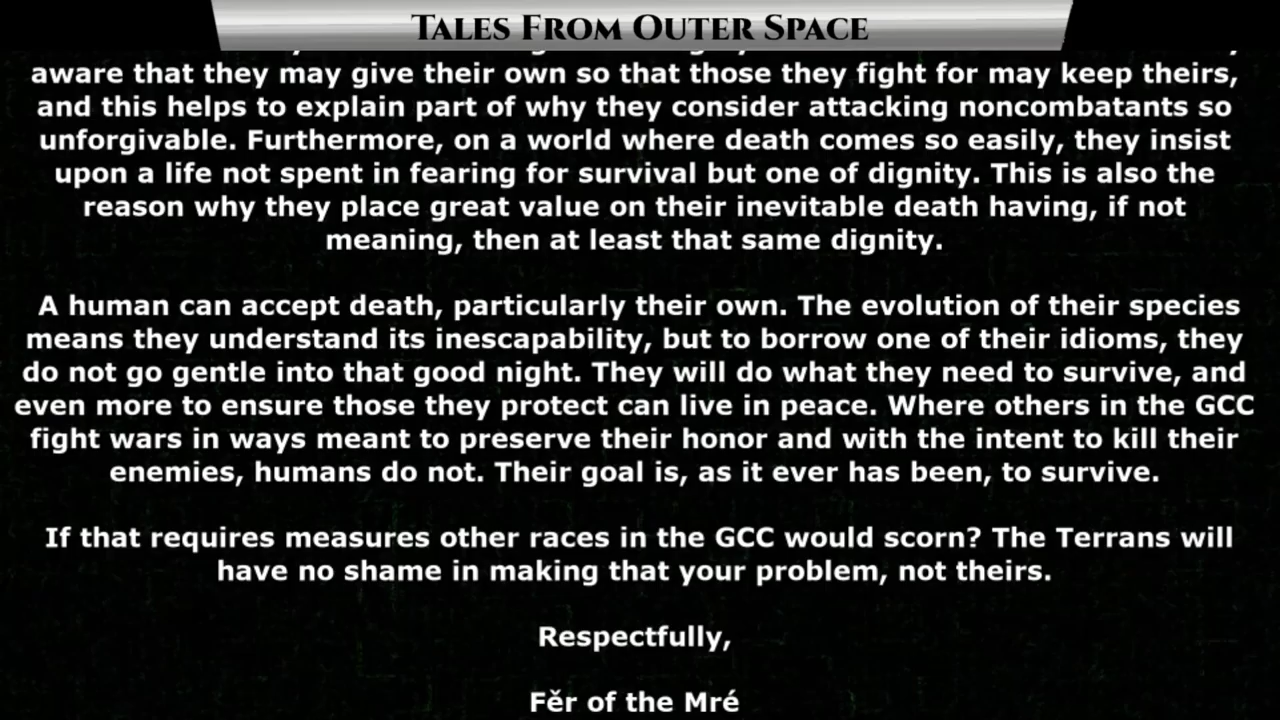 Tales From Outer Space
aware that they may give their own so that those they fight for may keep theirs,
and this helps to explain part of why they consider attacking noncombatants so
unforgivable. Furthermore, on a world where death comes so easily, they insist
upon a life not spent in fearing for survival but one of dignity. This is also the
reason why they place great value on their inevitable death having, if not
meaning, then at least that same dignity.
A human can accept death, particularly their own. The evolution of their species
means they understand its inescapability, but to borrow one of their idioms, they
do not go gentle into that good night. They will do what they need to survive, and
even more to ensure those they protect can live in peace. Where others in the GCC
fight wars in ways meant to preserve their honor and with the intent to kill their
enemies, humans do not. Their goal is, as it ever has been, to survive.
If that requires measures other races in the GCC would scorn? The Terrans will
have no shame in making that your problem, not theirs.
Respectfully,
Fěr of the Mré